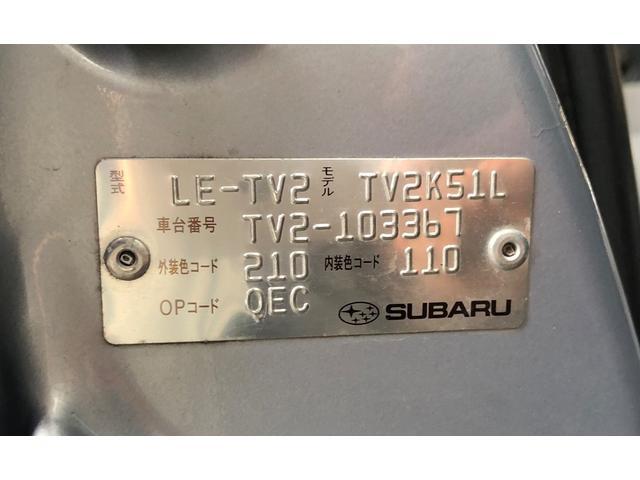 型式 LE-TV2 モデル TV2K51L
車台番号 TV2-103367
外装色コード 210 内装色コード 110
OPコード OEC
SUBARU